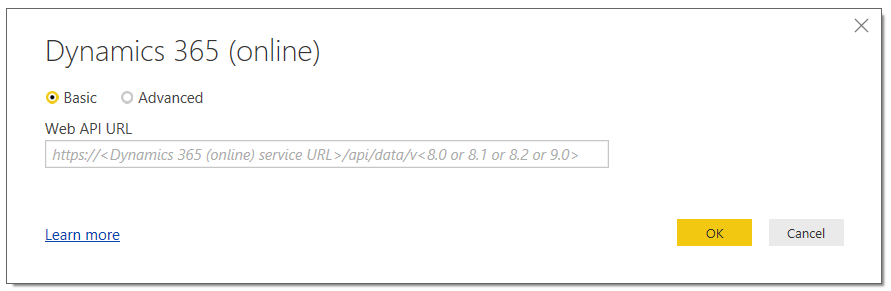 Dynamics 365 (online)
Basic Advanced
Web API URL
https://<Dynamics 365 (online) service URL>/api/data/v<8.0 or 8.1 or 8.2 or 9.0>
Learn more OK Cancel